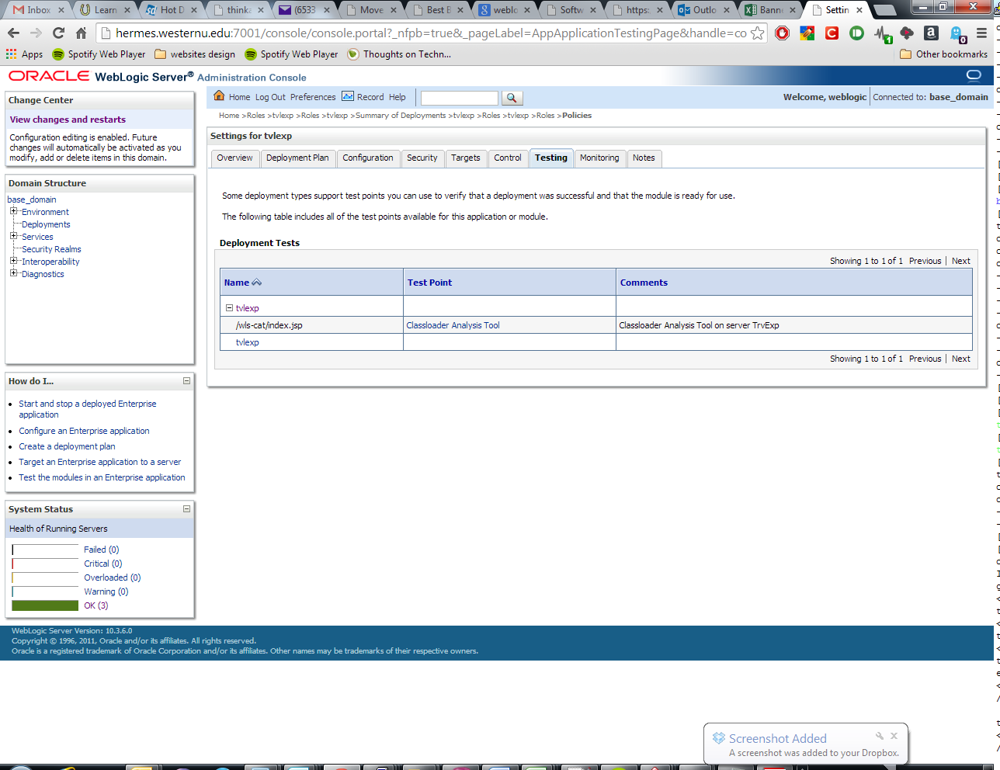 Inbox
Learn
Hot D
thinka
(6533
Move
Best B
weblo
Softw
https:
Outlo
Bann
Settin
hermes.westernu.edu:7001/console/console.portal?_nfpb=true&_pageLabel=AppApplicationTestingPage&handle=co
Apps
Spotify Web Player
websites design
Spotify Web Player
Thoughts on Techn...
Other bookmarks
ORACLE WebLogic Server® Administration Console
Change Center
View changes and restarts
Configuration editing is enabled. Future
changes will automatically be activated as you
modify, add or delete items in this domain.
Domain Structure
base_domain
Environment
Deployments
Services
Security Realms
Interoperability
Diagnostics
How do I...
Start and stop a deployed Enterprise
application
Configure an Enterprise application
Create a deployment plan
Target an Enterprise application to a server
Test the modules in an Enterprise application
System Status
Health of Running Servers
Failed (0)
Critical (0)
Overloaded (0)
Warning (0)
OK (3)
Home Log Out Preferences Record Help
Welcome, weblogic Connected to: base_domain
Home >Roles >tvlexp >Roles >tvlexp >Summary of Deployments >tvlexp >Roles >tvlexp >Roles >Policies
Settings for tvlexp
Overview Deployment Plan Configuration Security Targets Control Testing Monitoring Notes
Some deployment types support test points you can use to verify that a deployment was successful and that the module is ready for use.
The following table includes all of the test points available for this application or module.
Deployment Tests
Showing 1 to 1 of 1 Previous | Next
Name Test Point Comments
tvlexp
/wls-cat/index.jsp Classloader Analysis Tool Classloader Analysis Tool on server TrvExp
tvlexp
Showing 1 to 1 of 1 Previous | Next
WebLogic Server Version: 10.3.6.0
Copyright © 1996, 2011, Oracle and/or its affiliates. All rights reserved.
Oracle is a registered trademark of Oracle Corporation and/or its affiliates. Other names may be trademarks of their respective owners.
Screenshot Added
A screenshot was added to your Dropbox.